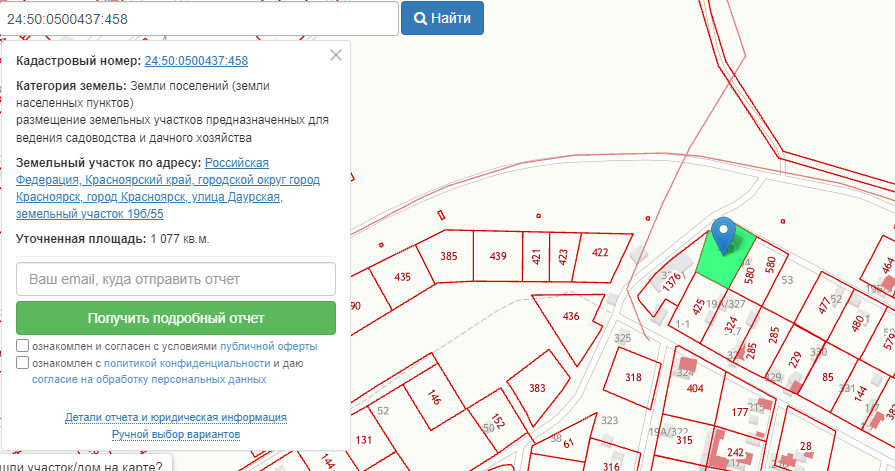 24:50:0500437:458
Найти
Кадастровый номер: 24:50:0500437:458
Категория земель: Земли поселений (земли
населенных пунктов)
размещение земельных участков предназначенных для
ведения садоводства и дачного хозяйства
Земельный участок по адресу: Российская
Федерация, Красноярский край, городской округ город
Красноярск, город Красноярск, улица Даурская,
земельный участок 19б/55
Уточненная площадь: 1 077 кв.м.
Ваш email, куда отправить отчет
Получить подробный отчет
ознакомлен и согласен с условиями публичной оферты
ознакомлен с политикой конфиденциальности и даю
согласие на обработку персональных данных
Детали отчета и юридическая информация
Ручной выбор вариантов
шли участок/дом на карте?
90
435
385
439
421
423
422
436
1376
580
580
53
464
425
19А/327
324
1-1
285
285
477
52
480
579
229
330
329
85
331
144
325
318
324
404
177
215
383
146
52
152
131
144
38
61
323
19А/322
315
316
242
28
382